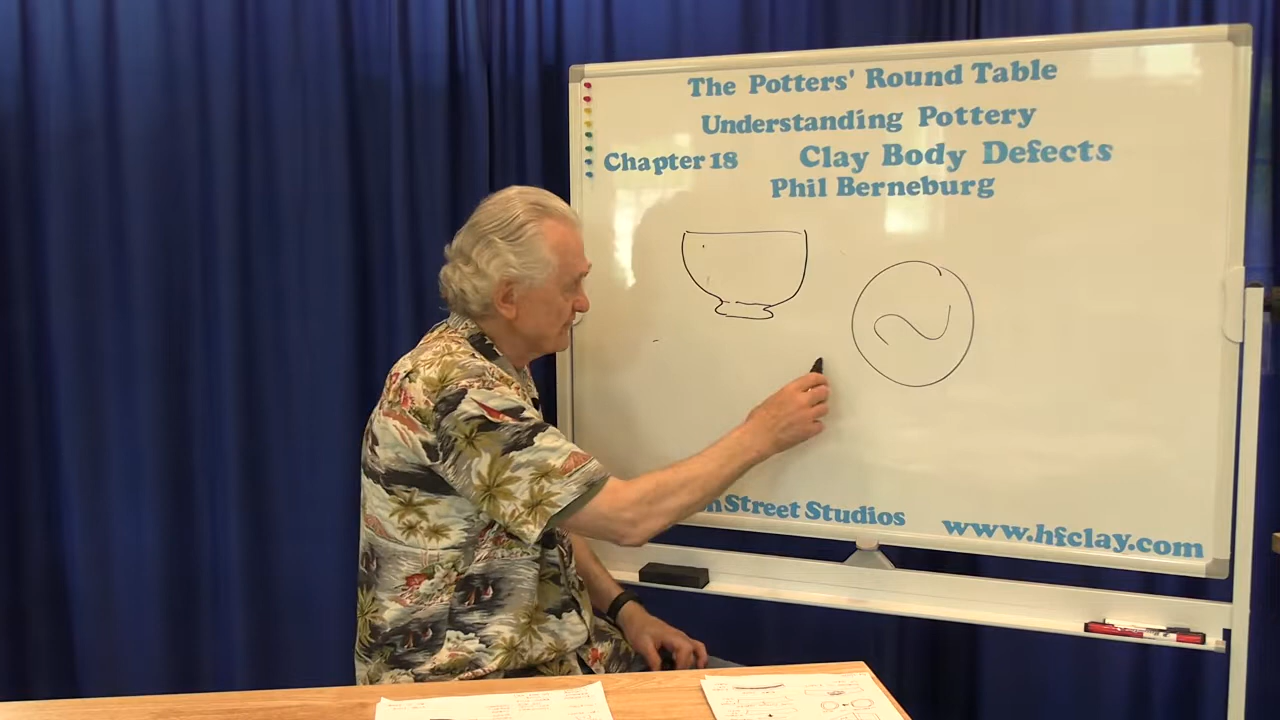 The Potters' Round Table
Understanding Pottery
Chapter 18 Clay Body Defects
Phil Berneburg
Street Studios
www.hfclay.com